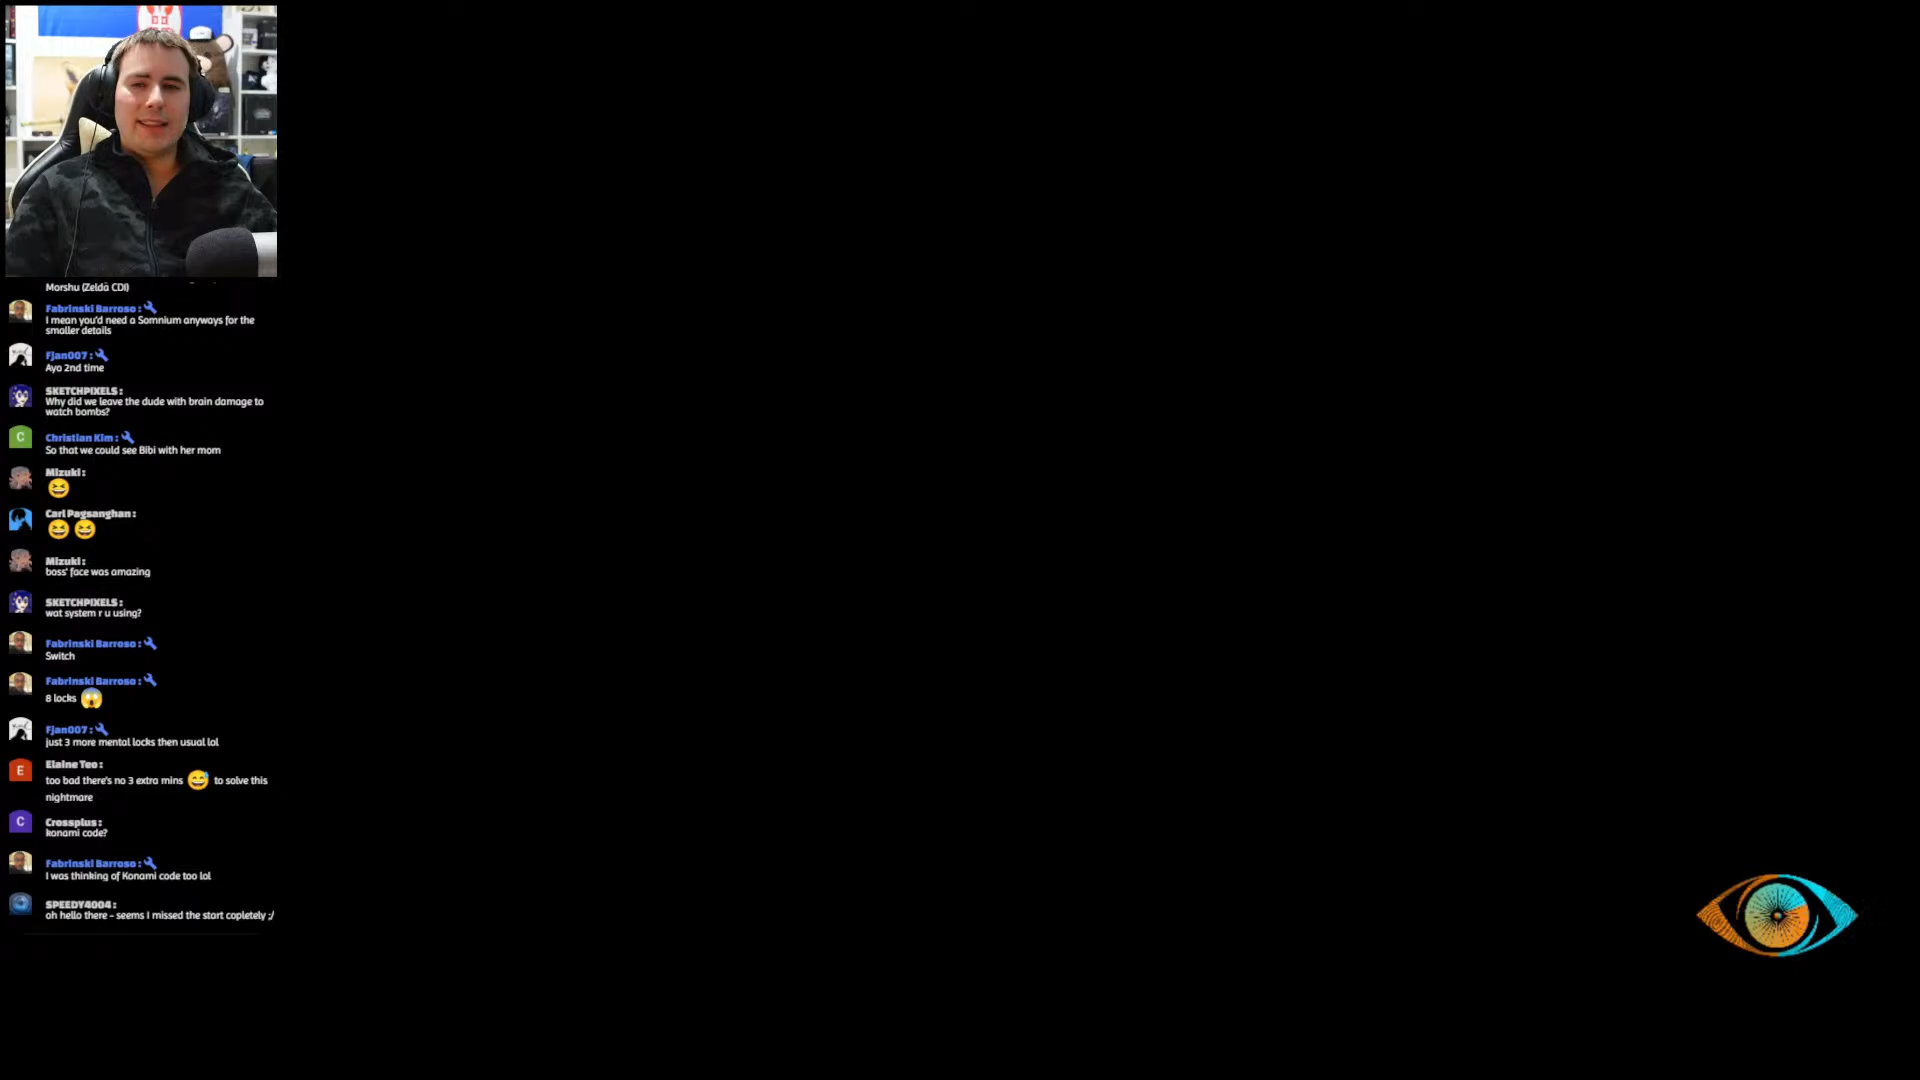 Morshu (Zelda CDI)
Fabrinski Barroso :
I mean you'd need a Somnium anyways for the
smaller details
Fjan007 :
Ayo 2nd time
SKETCHPIXELS :
Why did we leave the dude with brain damage to
watch bombs?
C
Christian Kim :
So that we could see Bibi with her mom
Mizuki :
Carl Pagsanghan :
Mizuki :
boss' face was amazing
SKETCHPIXELS :
wat system r u using?
Fabrinski Barroso :
Switch
Fabrinski Barroso :
8 locks
Fjan007 :
just 3 more mental locks then usual lol
E
Elaine Teo :
too bad there's no 3 extra mins to solve this
nightmare
C
Crossplus :
konami code?
Fabrinski Barroso :
I was thinking of Konami code too lol
SPEEDY4004 :
oh hello there - seems I missed the start copletely ;/